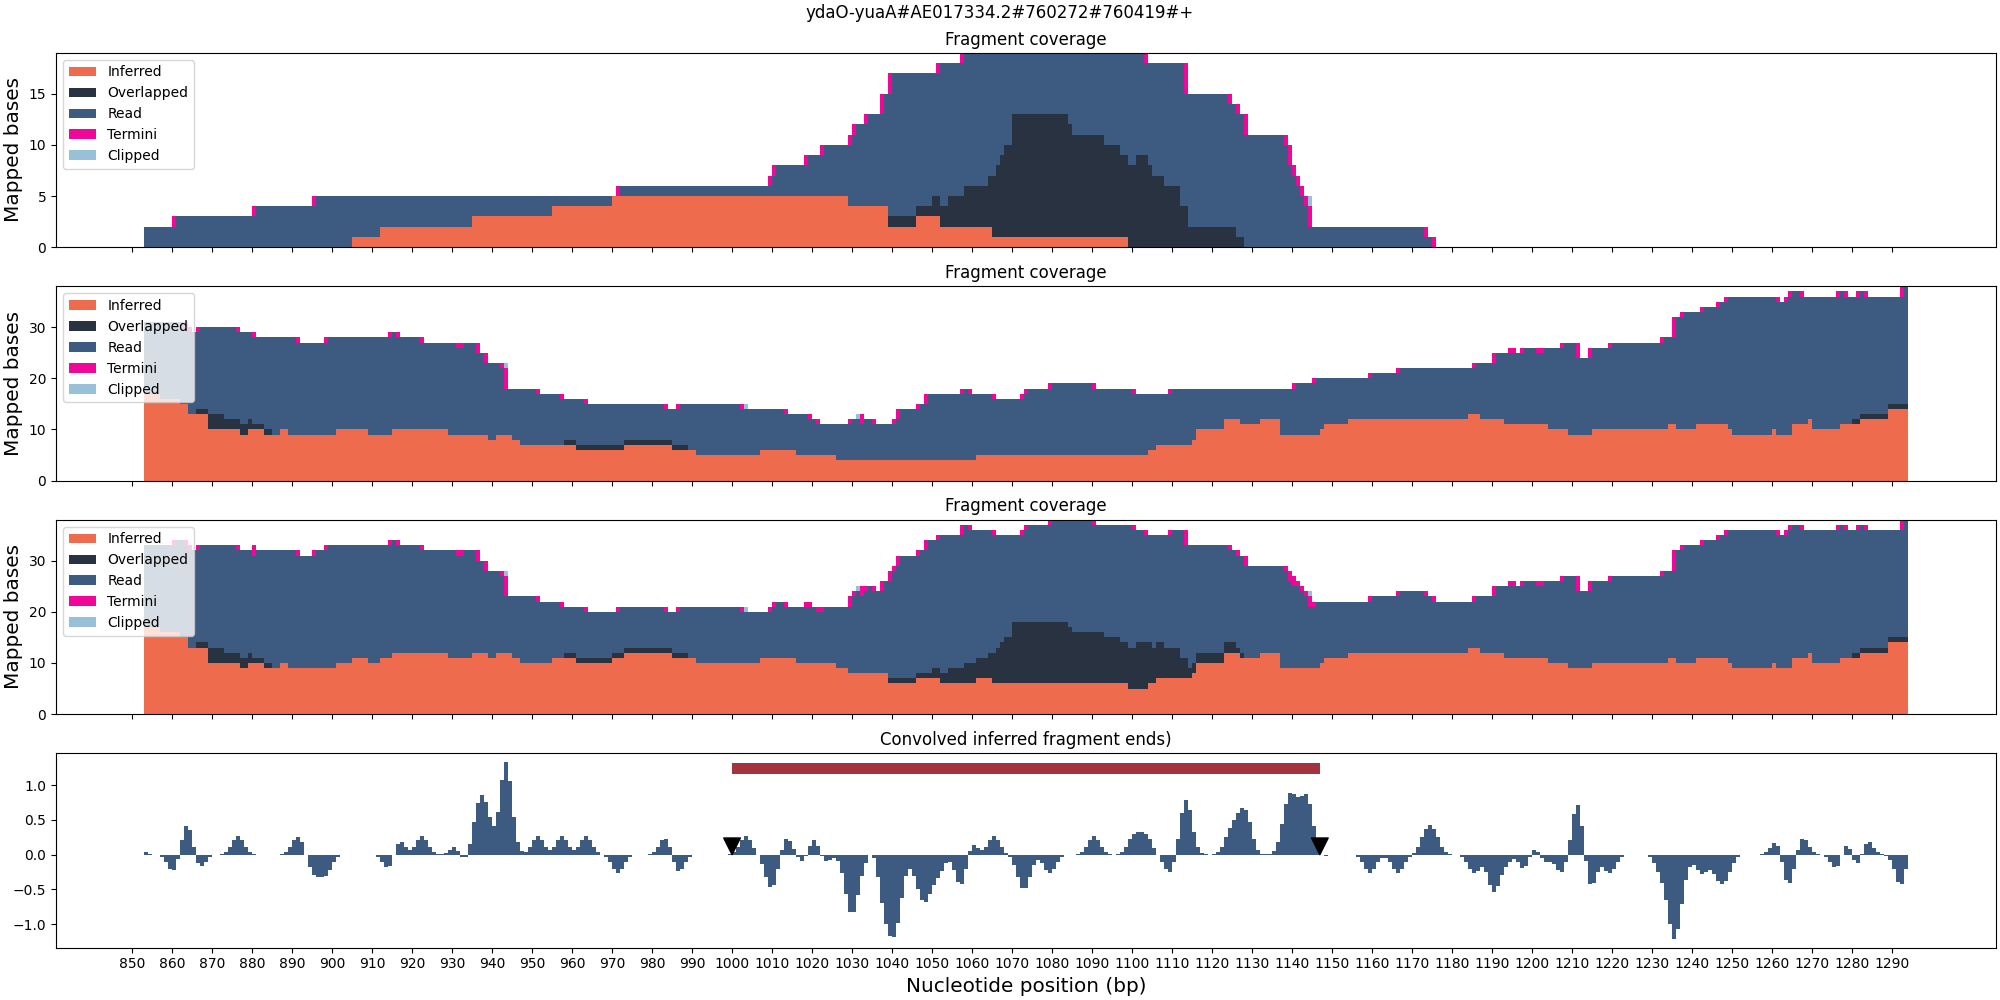 ydaO-yuaA#AE017334.2#760272#760419#+
Fragment coverage
Mapped bases
15
10
5
0
Inferred
Overlapped
Read
Termini
Clipped
Fragment coverage
Mapped bases
30
20
10
0
Inferred
Overlapped
Read
Termini
Clipped
Fragment coverage
Mapped bases
30
20
10
0
Inferred
Overlapped
Read
Termini
Clipped
Convolved inferred fragment ends)
1.0
0.5
0.0
−0.5
−1.0
850 860 870 880 890 900 910 920 930 940 950 960 970 980 990 1000 1010 1020 1030 1040 1050 1060 1070 1080 1090 1100 1110 1120 1130 1140 1150 1160 1170 1180 1190 1200 1210 1220 1230 1240 1250 1260 1270 1280 1290
Nucleotide position (bp)